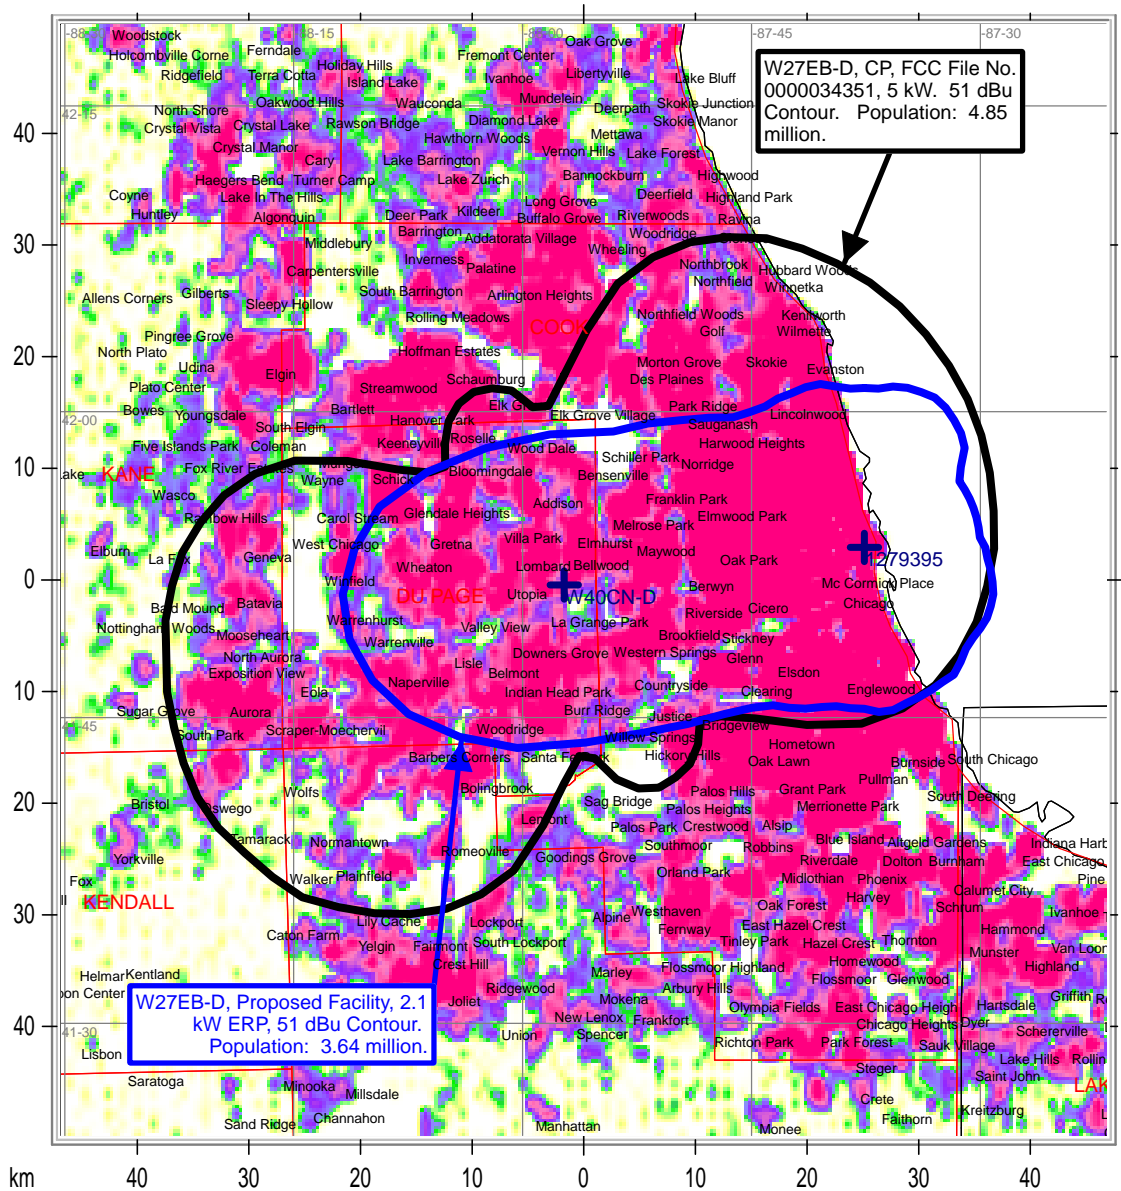 -88-15
-88-00
-87-45
-87-30
Woodstock
Oak Grove
Holcombville Corne
Ferndale
Fremont Center
Ridgefield
Terra Cotta
Holiday Hills
Island Lake
Ivanhoe
Libertyville
Lake Bluff
W27EB-D, CP, FCC File No.
0000034351, 5 kW. 51 dBu
Contour. Population: 4.85
million.
42-15
North Shore
Oakwood Hills
Wauconda
Mundelein
Deerpath
Skokie Junction
Crystal Vista
Crystal Lake
Rawson Bridge
Diamond Lake
Skokie Manor
40
Crystal Manor
Hawthorn Woods
Mettawa
Cary
Lake Barrington
Vernon Hills
Lake Forest
Haegers Bend
Turner Camp
Lake Zurich
Bannockburn
Highwood
Coyne
Lake In The Hills
Long Grove
Deerfield
Highland Park
Huntley
Algonquin
Deer Park
Kildeer
Buffalo Grove
Riverwoods
Ravina
30
Middlebury
Barrington
Addatorata Village
Woodridge
Wheeling
Carpentersville
Inverness
Palatine
Northbrook
Hubbard Woods
Allens Corners
Gilberts
Sleepy Hollow
South Barrington
Arlington Heights
Northfield
Winnetka
Rolling Meadows
COOK
Northfield Woods
Kenilworth
Pingree Grove
Golf
Wilmette
North Plato
Hoffman Estates
20
Udina
Elgin
Schaumburg
Morton Grove
Skokie
Evanston
Plato Center
Streamwood
Des Plaines
Bowes
Youngsdale
Bartlett
Elk Gr
Elk Grove Village
Park Ridge
Lincolnwood
42-00
South Elgin
Hanover Park
Sauganash
Five Islands Park
Coleman
Keeneyville
Roselle
Wood Dale
Harwood Heights
10
KANE
Fox River Estates
Wayne
Schick
Bloomingdale
Schiller Park
Bensenville
Norridge
Wasco
Rainbow Hills
Carol Stream
Glendale Heights
Addison
Franklin Park
Elmwood Park
Elburn
La Fox
Geneva
West Chicago
Gretna
Villa Park
Elmhurst
Melrose Park
Maywood
Oak Park
1279395
0
Winfield
Wheaton
Lombard
Bellwood
Berwyn
Mc Cormick Place
Bald Mound
Batavia
DU PAGE
Utopia
W40CN-D
Cicero
Chicago
Nottingham Woods
Mooseheart
Warrenhurst
Valley View
La Grange Park
Riverside
Warrenville
Brookfield
Stickney
North Aurora
Lisle
Downers Grove
Western Springs
Glenn
Exposition View
Belmont
Elsdon
10
Eola
Naperville
Indian Head Park
Countryside
Clearing
Englewood
Sugar Grove
Aurora
Burr Ridge
Justice
41-45
South Park
Scraper-Moechervil
Woodridge
Willow Springs
Bridgeview
Barbers Corners
Hickory Hills
Hometown
Oak Lawn
Burnside
South Chicago
20
Bristol
Oswego
Wolfs
Bolingbrook
Sag Bridge
Palos Hills
Grant Park
Pullman
South Deering
Lemont
Palos Heights
Merrionette Park
Tamarack
Normantown
Palos Park
Crestwood
Alsip
Blue Island
Altgeld Gardens
Yorkville
Romeoville
Goodings Grove
Southmoor
Robbins
Riverdale
Dolton
Burnham
Indiana Harb
East Chicago
Fox
Walker
Plainfield
Orland Park
Midlothian
Phoenix
Calumet City
Pine
30
KENDALL
Lily Cache
Lockport
Alpine
Westhaven
Oak Forest
Harvey
Schrum
Ivanhoe
Caton Farm
Yelgin
Fairmont
South Lockport
Fernway
East Hazel Crest
Hammond
Tinley Park
Hazel Crest
Thornton
Munster
Van Loon
Helmar
Kentland
Crest Hill
Marley
Flossmoor Highland
Homewood
Highland
Joliet
Ridgewood
Mokena
Arbury Hills
Flossmoor
Glenwood
Griffith
W27EB-D, Proposed Facility, 2.1
kW ERP, 51 dBu Contour.
Population: 3.64 million.
New Lenox
Frankfort
Olympia Fields
East Chicago Heigh
Hartsdale
40
41-30
Union
Spencer
Chicago Heights
Dyer
Schererville
Lisbon
Richton Park
Park Forest
Sauk Village
Lake Hills
Rollin
Saratoga
Minooka
Steger
Saint John
LAK
Millsdale
Crete
Kreitzburg
Sand Ridge
Channahon
Manhattan
Monee
Faithorn
km 40 30 20 10 0 10 20 30 40